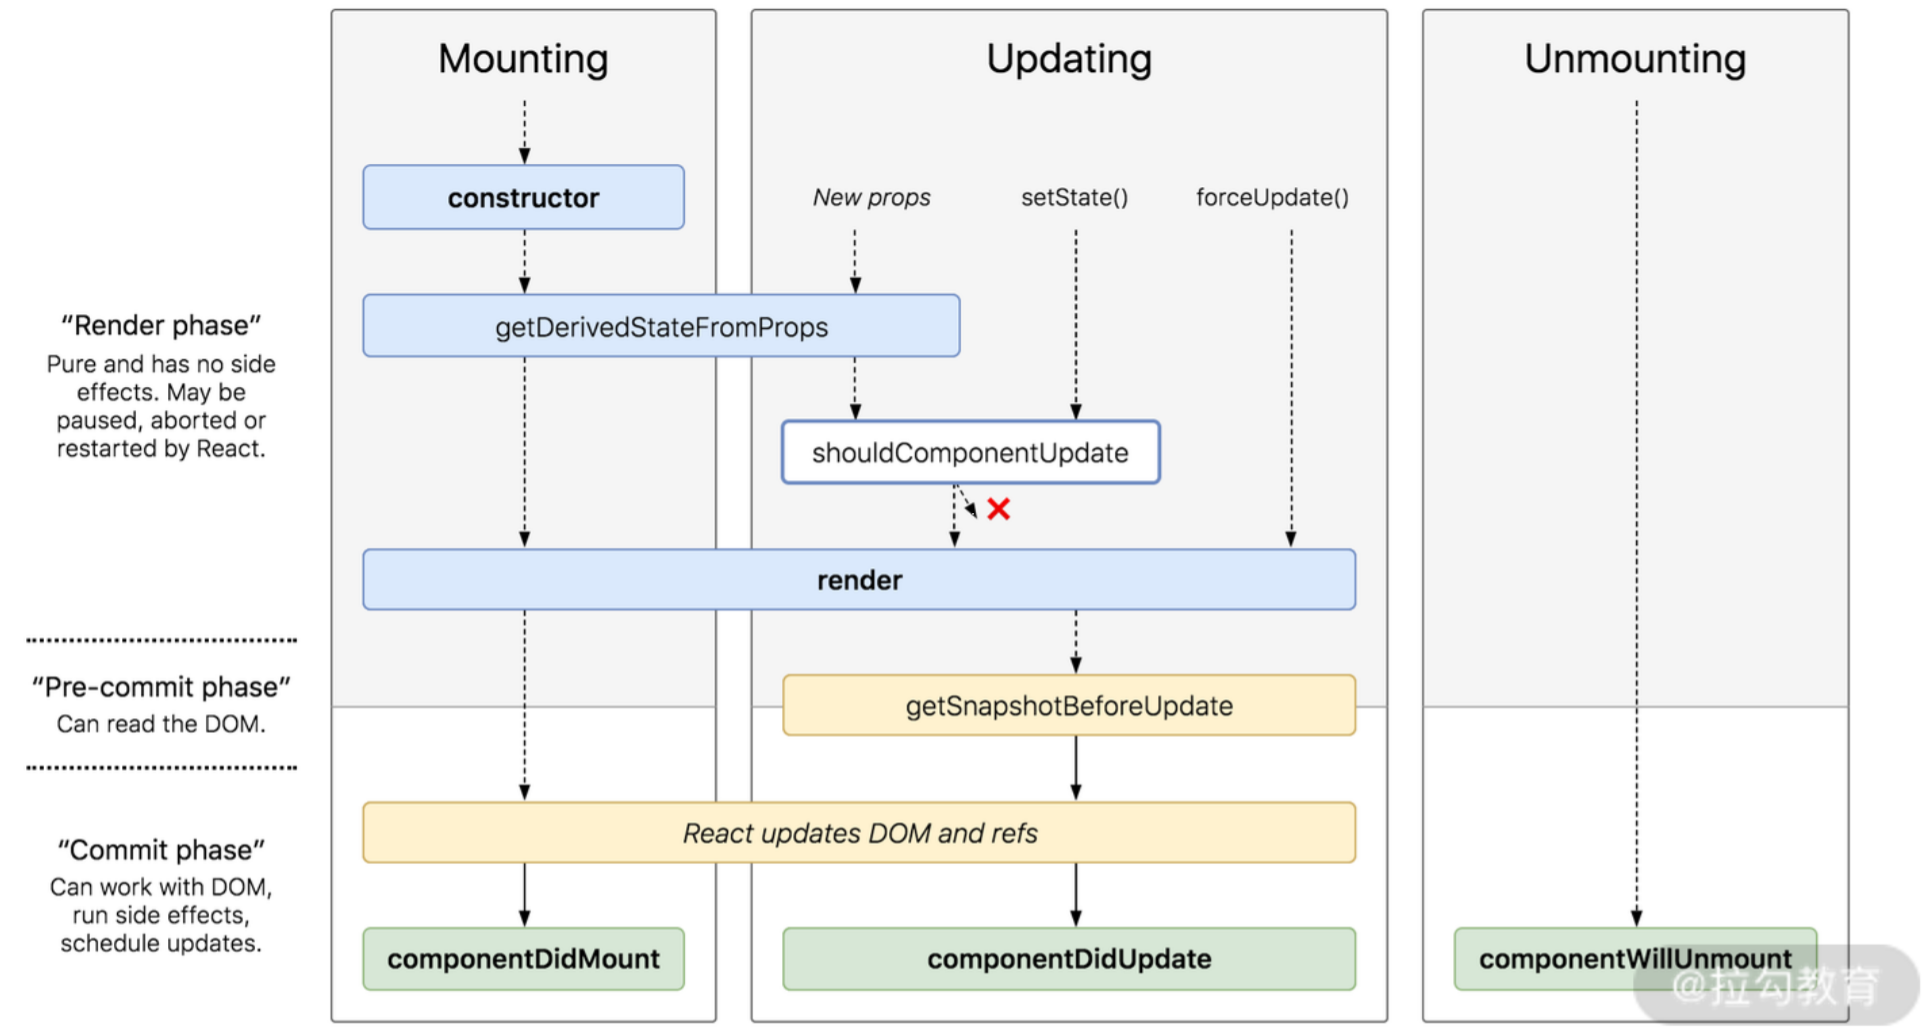 Mounting
Updating
Unmounting
constructor
New props
setState()
forceUpdate()
getDerivedStateFromProps
“Render phase”
Pure and has no side
effects. May be
paused, aborted or
restarted by React.
shouldComponentUpdate
render
“Pre-commit phase”
Can read the DOM.
getSnapshotBeforeUpdate
React updates DOM and refs
“Commit phase”
Can work with DOM,
run side effects,
schedule updates.
componentDidMount
componentDidUpdate
componentWillUnmount
@拉勾教育